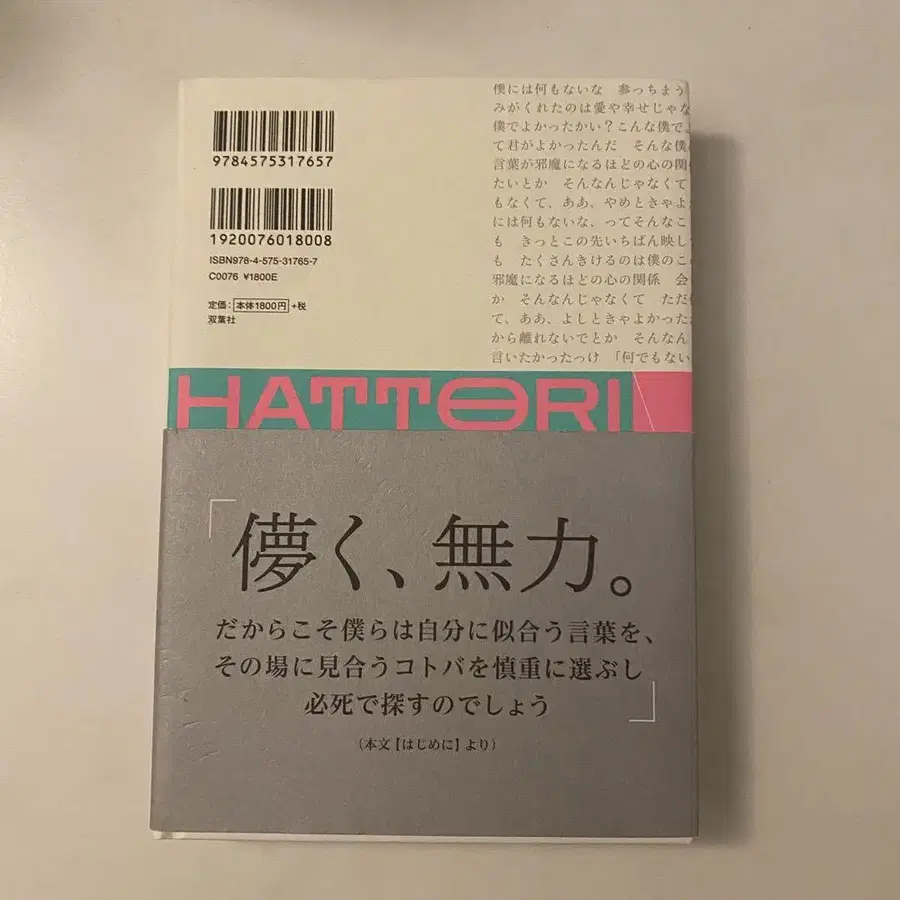 9784575317657
1920076018008
ISBN978-4-575-31765-7
C0076 ¥1800E
定価：本体1800円+税
双葉社
僕には何もないな　参っちまう
みがくれたのは愛や幸せじゃな
僕でよかったかい？こんな僕で
て君がよかったんだ　そんな僕
言葉が邪魔になるほどの心の関
たいとか　そんなんじゃなくて
もなくて、ああ、やめときゃよ
には何もないな、ってそんなこ
も　きっとこの先いちばん映し
も　たくさんきけるのは僕のこ
邪魔になるほどの心の関係　会
か　そんなんじゃなくて　ただ
て、ああ、よしときゃよかった
から離れないでとか　そんなん
言いたかったっけ　「何でもない
HATTORI
「儚く、無力。
だからこそ僕らは自分に似合う言葉を、
その場に見合うコトバを慎重に選ぶし
必死で探すのでしょう」
（本文【はじめに】より）